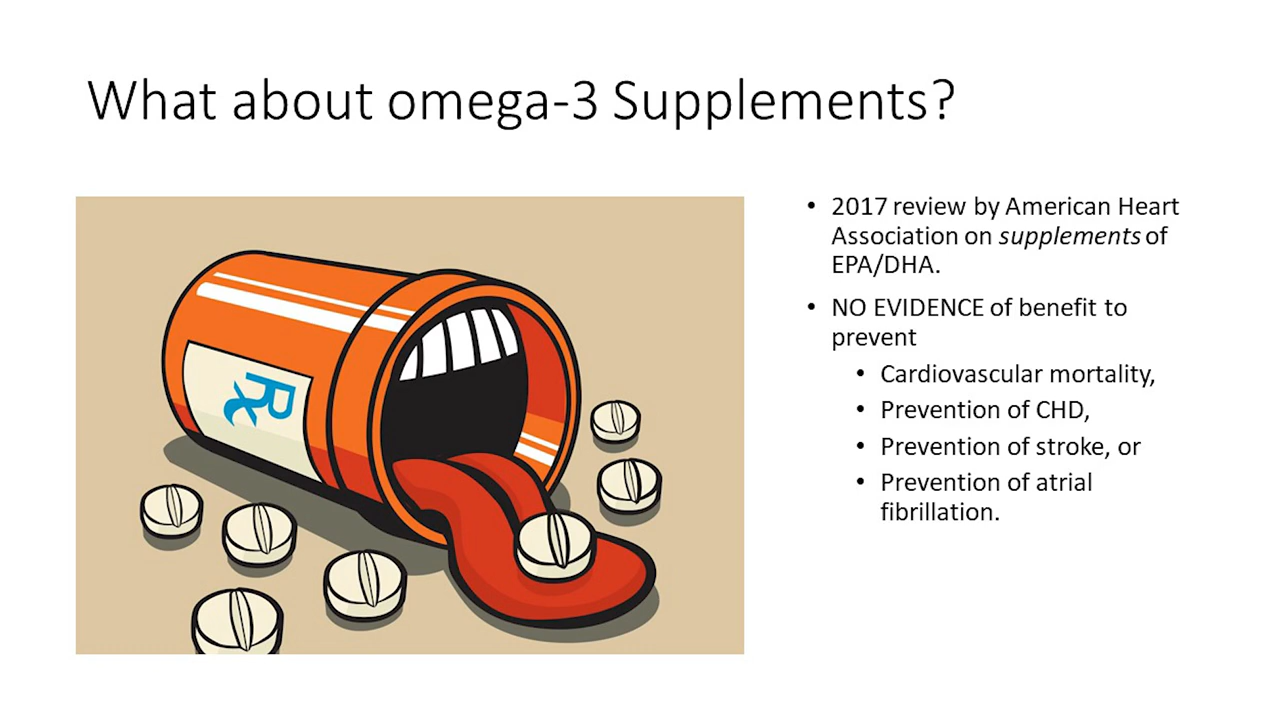 What about omega-3 Supplements?
• 2017 review by American Heart
Association on supplements of
EPA/DHA.
• NO EVIDENCE of benefit to
prevent
• Cardiovascular mortality,
• Prevention of CHD,
• Prevention of stroke, or
• Prevention of atrial
fibrillation.
Rx